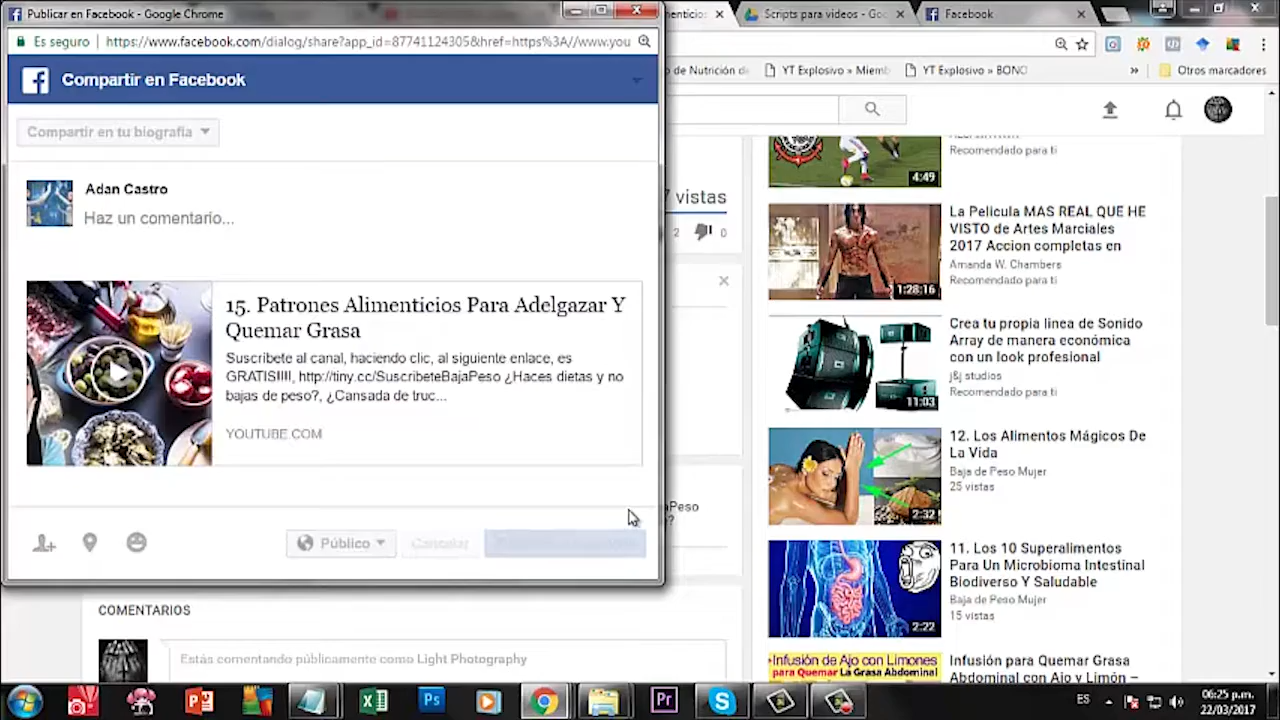 Publicar en Facebook - Google Chrome
Scripts para videos - Goo
Facebook
Es seguro
https://www.facebook.com/dialog/share?app_id=87741124305&href=https%3A//www.you
YT Explosivo » Miemb
YT Explosivo » BONO
»
Otros marcadores
Compartir en Facebook
Compartir en tu biografía
Adan Castro
Haz un comentario...
15. Patrones Alimenticios Para Adelgazar Y
Quemar Grasa
Suscribete al canal, haciendo clic, al siguiente enlace, es
GRATIS!!!!, http://tiny.cc/SuscribeteBajaPeso ¿Haces dietas y no
bajas de peso?, ¿Cansada de truc...
YOUTUBE.COM
Público
Cancelar
vistas
2
0
COMENTARIOS
Estás comentando públicamente como Light Photography
4:49
Recomendado para ti
La Pelicula MAS REAL QUE HE
VISTO de Artes Marciales
2017 Accion completas en
Amanda W. Chambers
Recomendado para ti
1:28:16
Crea tu propia linea de Sonido
Array de manera económica
con un look profesional
j&j studios
Recomendado para ti
11:03
12. Los Alimentos Mágicos De
La Vida
Baja de Peso Mujer
25 vistas
2:32
11. Los 10 Superalimentos
Para Un Microbioma Intestinal
Biodiverso Y Saludable
Baja de Peso Mujer
15 vistas
2:22
Infusión de Ajo con Limones
para Quemar La Grasa Abdominal
Infusión para Quemar Grasa
Abdominal con Ajo y Limón –
ES
06:25 p.m.
22/03/2017